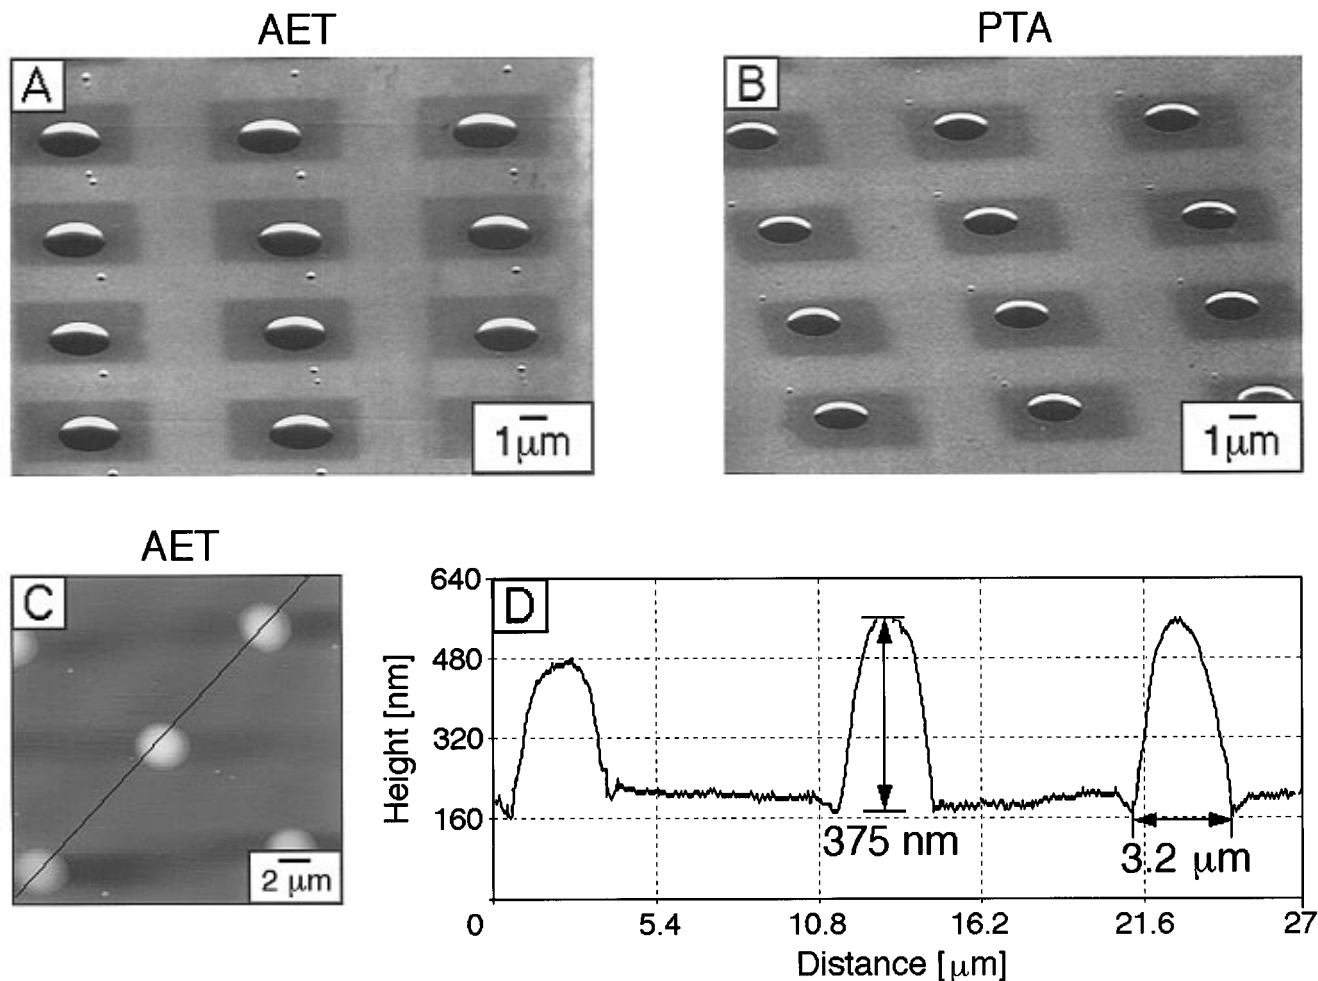 AET
PTA
A
B
1μm
1μm
AET
C
2 μm
D
640
480
320
160
0
5.4
10.8
16.2
21.6
27
Height [nm]
Distance [μm]
375 nm
3.2 μm